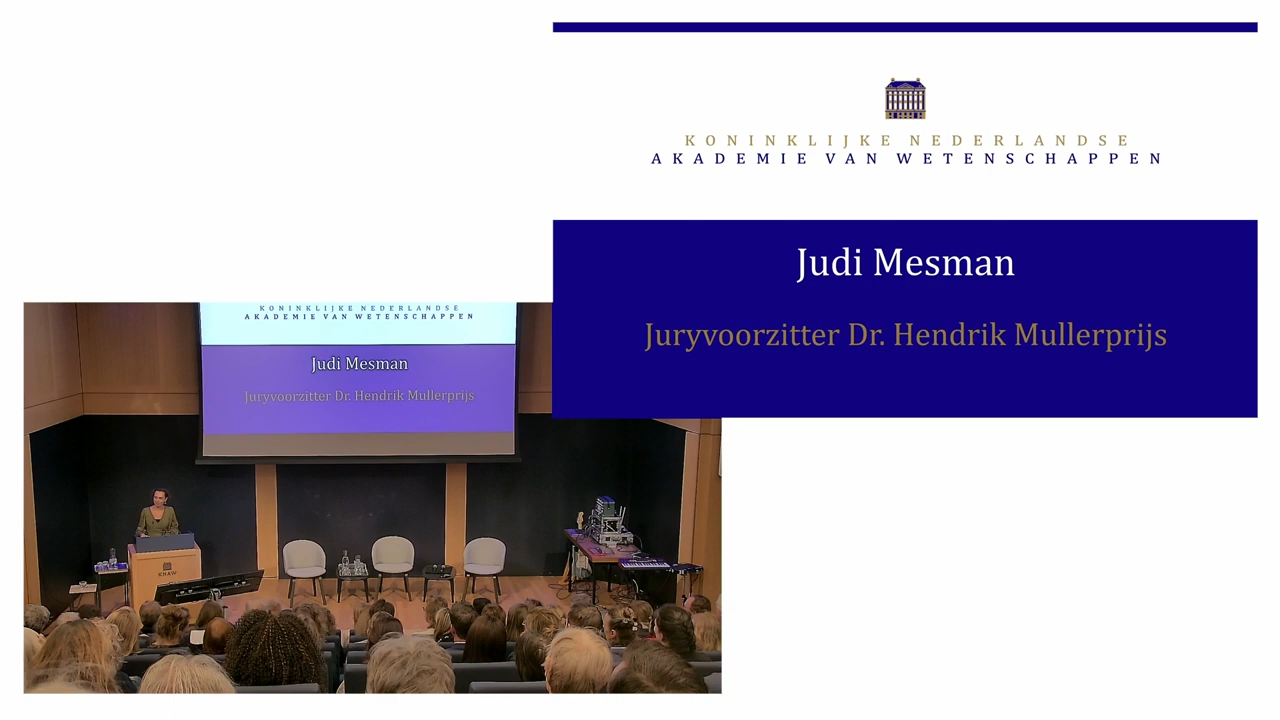 KONINKLIJKE NEDERLANDSE
AKADEMIE VAN WETENSCHAPPEN
Judi Mesman
Juryvoorzitter Dr. Hendrik Mullerprijs
KONINKLIJKE NEDERLANDSE
AKADEMIE VAN WETENSCHAPPEN
Judi Mesman
Juryvoorzitter Dr. Hendrik Mullerprijs
KNAW